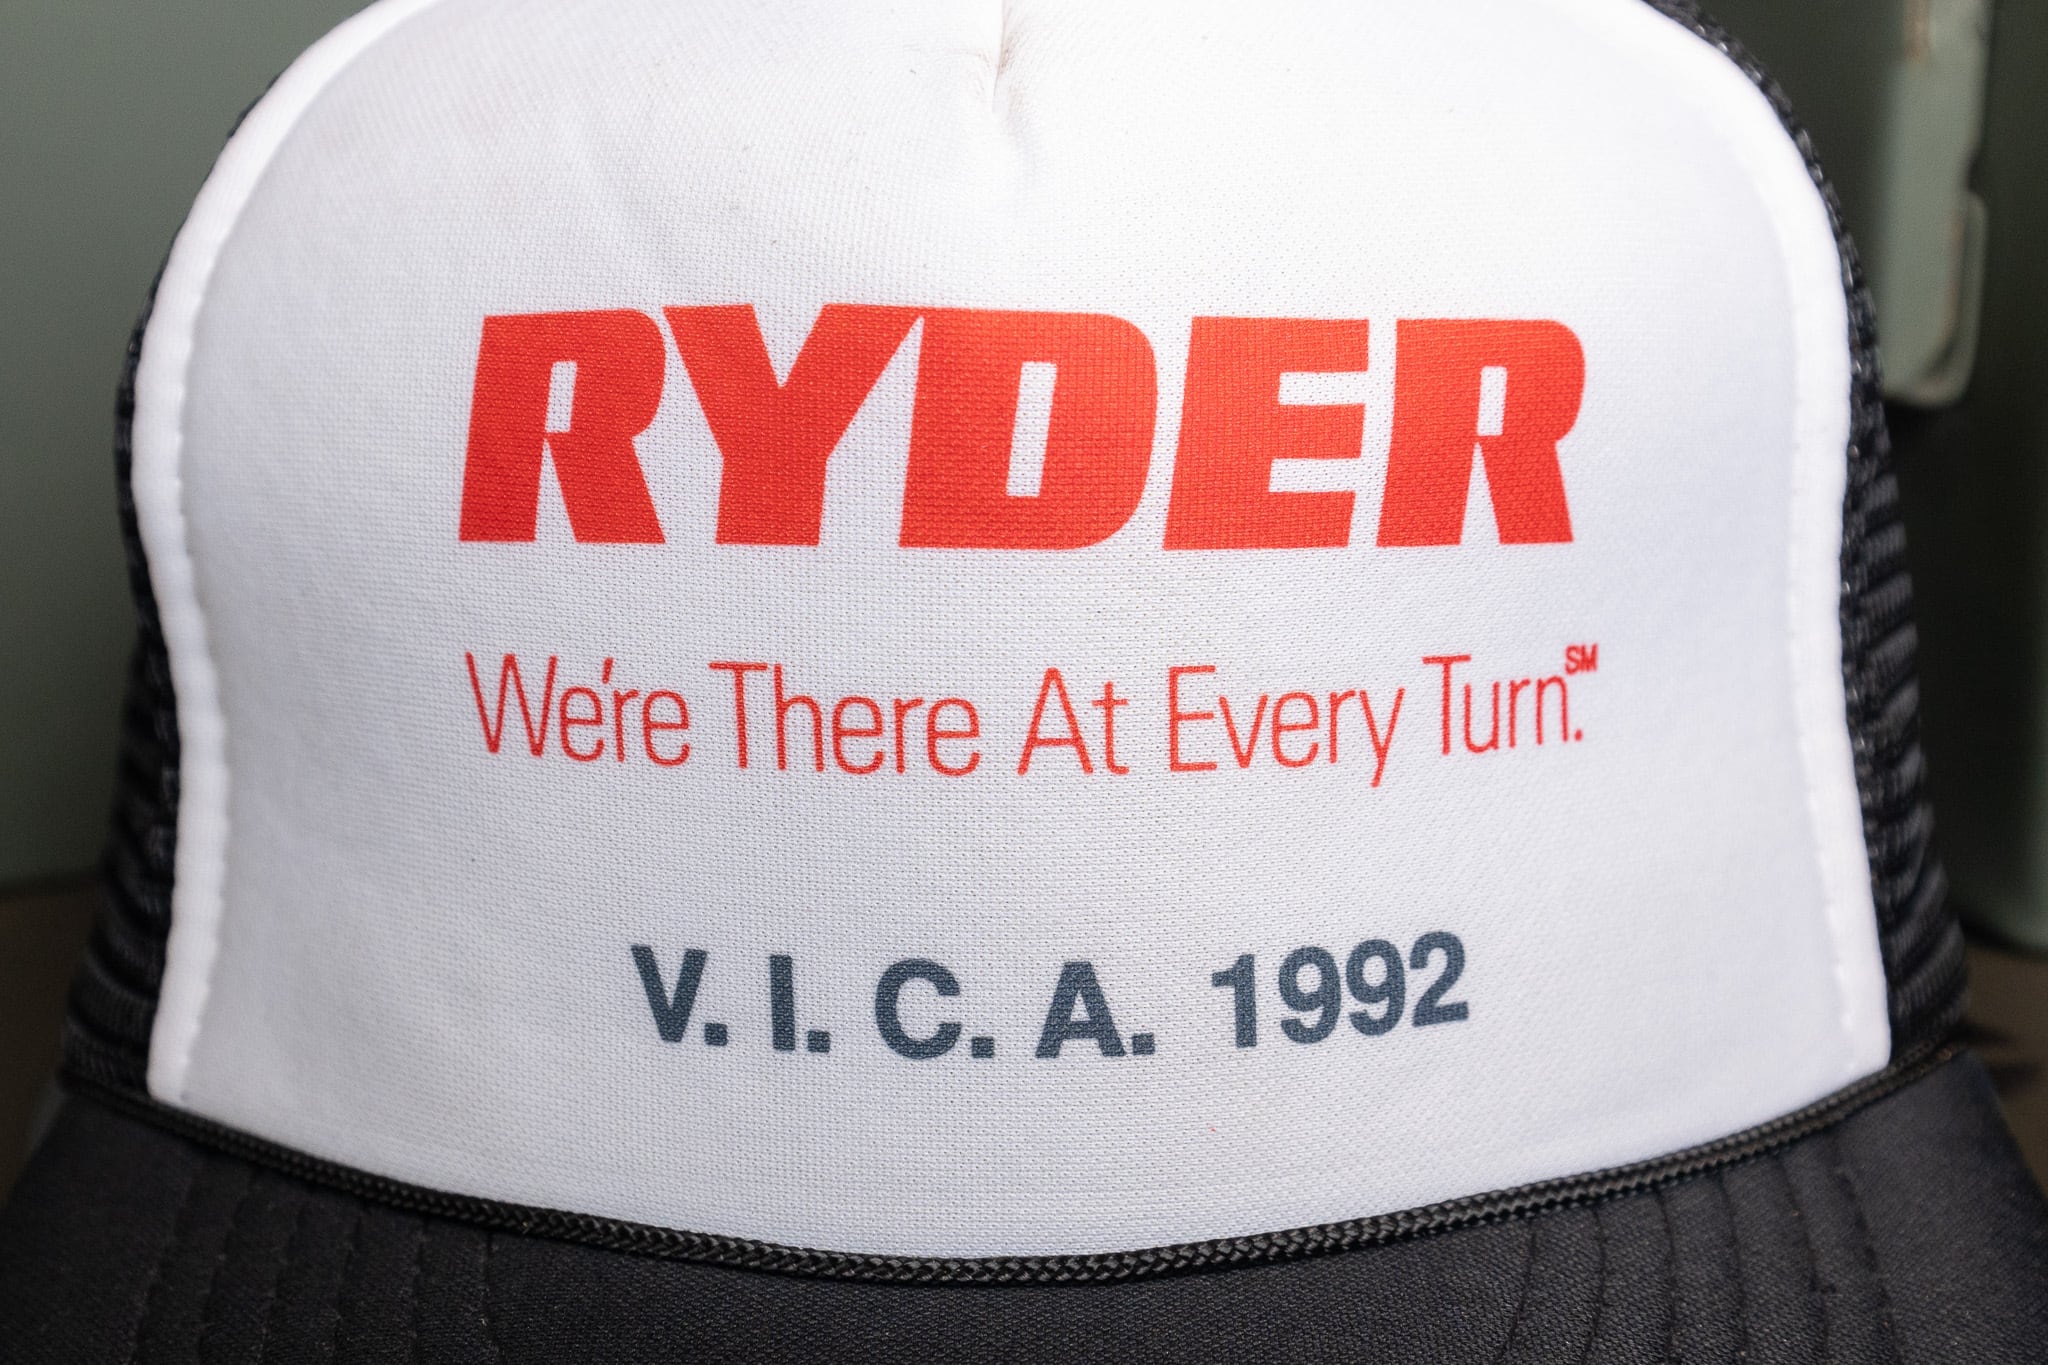 RYDER
We're There At Every Turn.℠
V. I. C. A. 1992